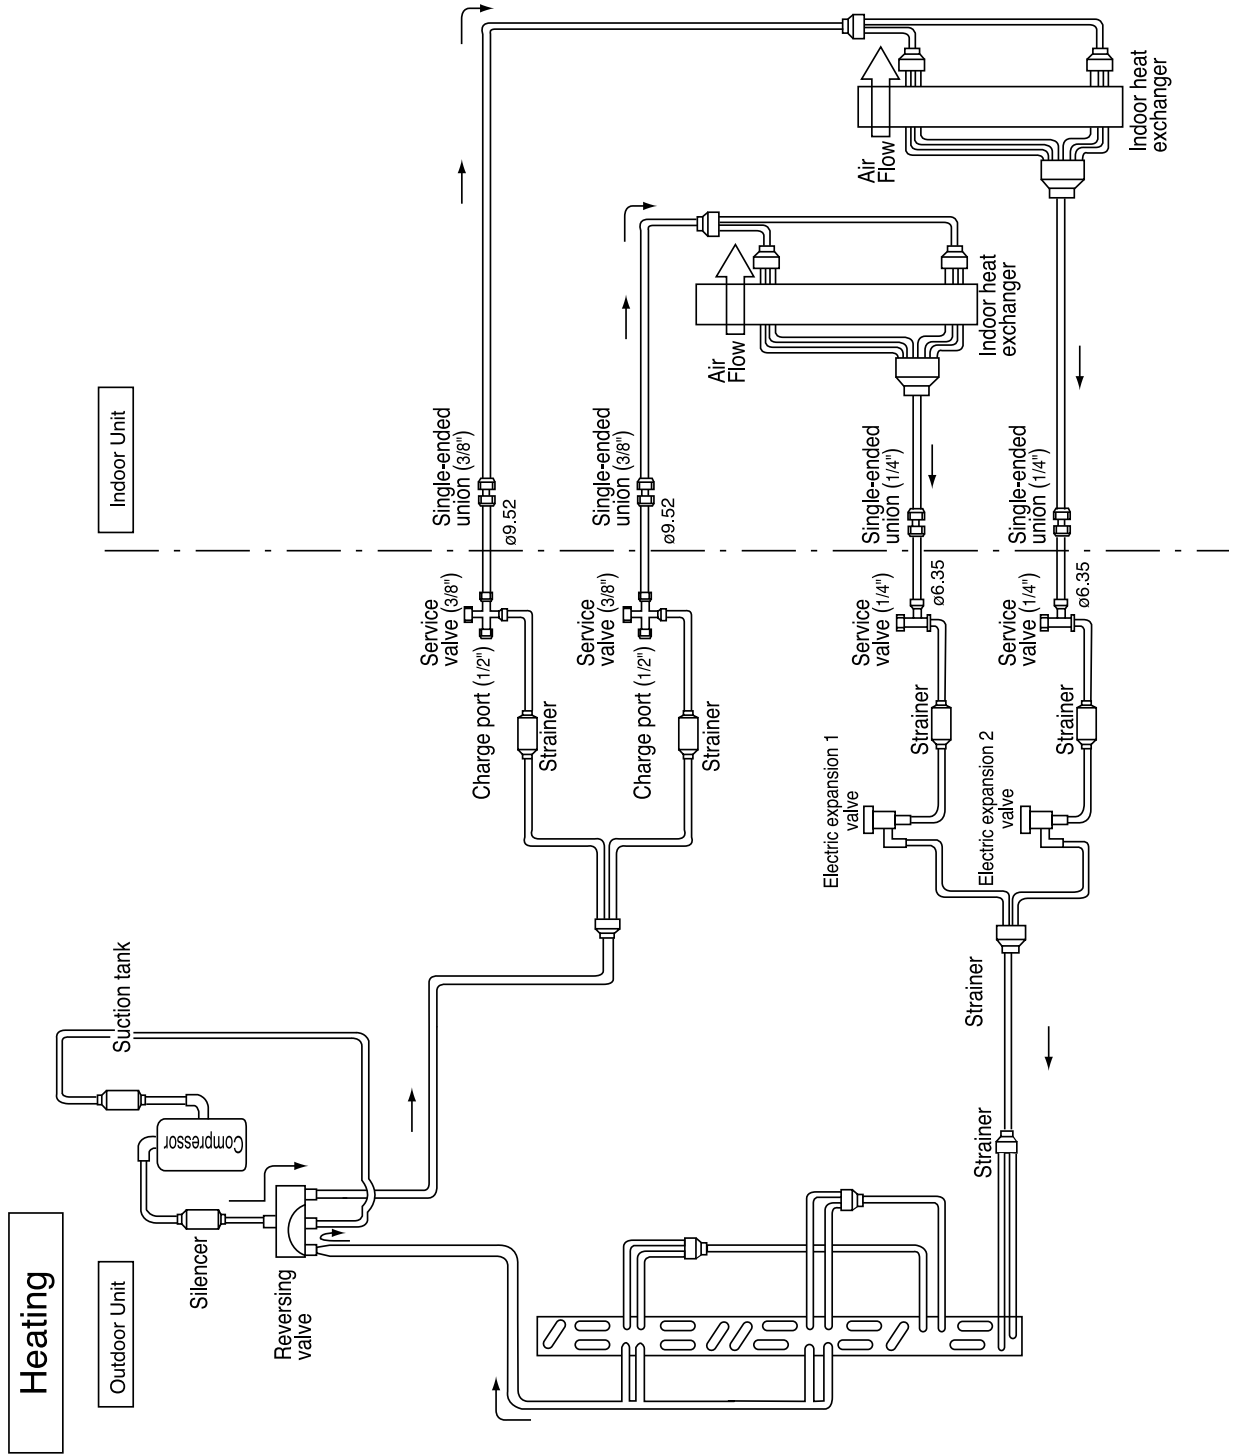 Heating
Outdoor Unit
Indoor Unit
Suction tank
Compressor
Silencer
Reversing
valve
Service
valve (3/8")
Charge port (1/2")
Strainer
Single-ended
union (3/8")
ø9.52
Service
valve (3/8")
Charge port (1/2")
Strainer
Single-ended
union (3/8")
ø9.52
Air
Flow
Indoor heat
exchanger
Air
Flow
Indoor heat
exchanger
Single-ended
union (1/4")
ø6.35
Service
valve (1/4")
Strainer
Electric expansion 1
valve
Single-ended
union (1/4")
ø6.35
Service
valve (1/4")
Strainer
Electric expansion 2
valve
Strainer
Strainer